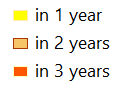 in 1 year
in 2 years
in 3 years